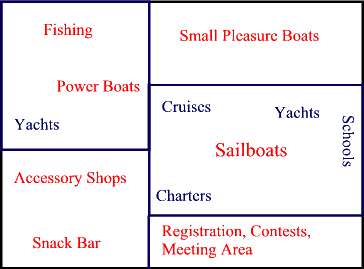 Fishing
Power Boats
Yachts
Small Pleasure Boats
Cruises
Yachts
Schools
Sailboats
Charters
Accessory Shops
Snack Bar
Registration, Contests,
Meeting Area